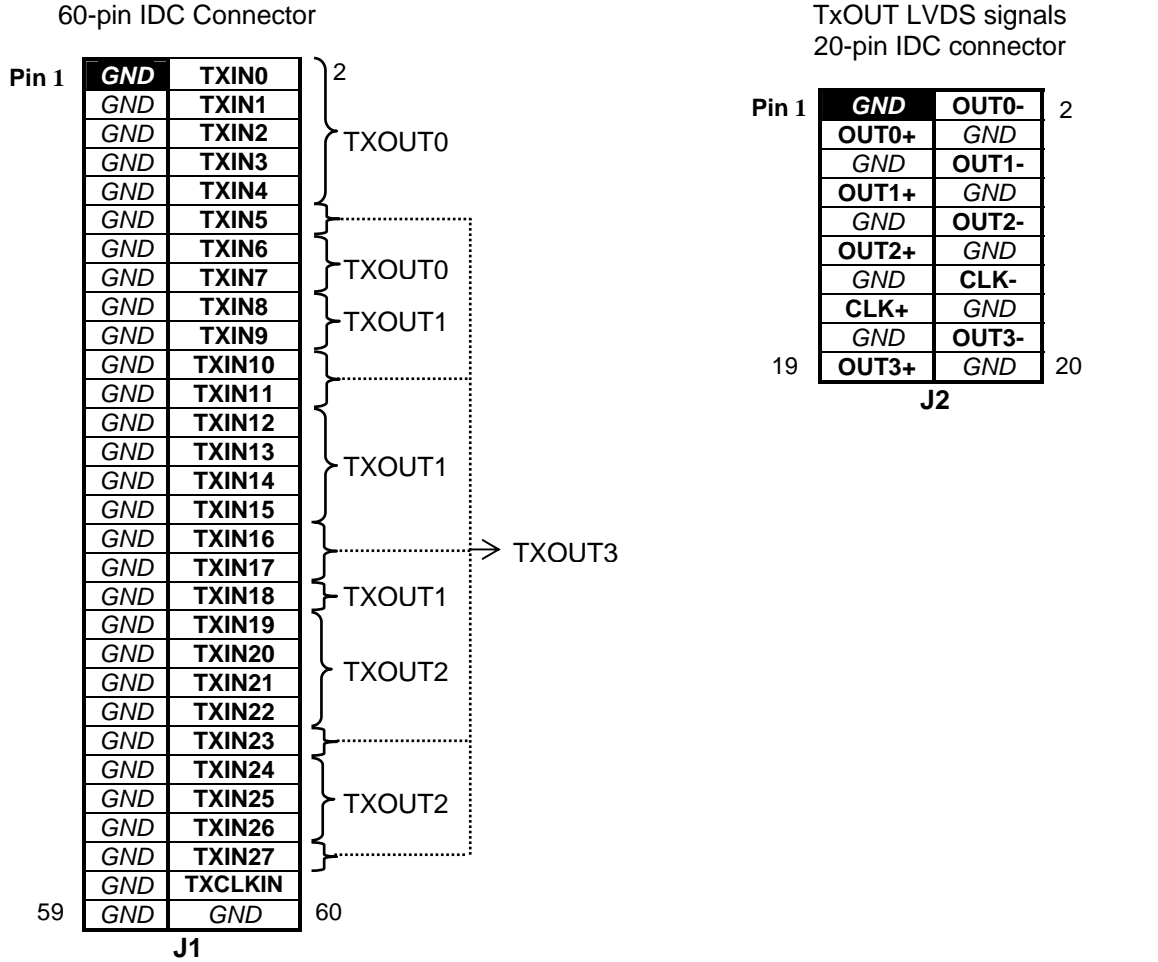 60-pin IDC Connector
Pin 1 GND TXIN0 2
GND TXIN1
GND TXIN2
TXOUT0
GND TXIN3
GND TXIN4
GND TXIN5
GND TXIN6
TXOUT0
GND TXIN7
GND TXIN8
TXOUT1
GND TXIN9
GND TXIN10
GND TXIN11
GND TXIN12
GND TXIN13
TXOUT1
GND TXIN14
GND TXIN15
GND TXIN16
TXOUT3
GND TXIN17
GND TXIN18 TXOUT1
GND TXIN19
GND TXIN20
TXOUT2
GND TXIN21
GND TXIN22
GND TXIN23
GND TXIN24
GND TXIN25 TXOUT2
GND TXIN26
GND TXIN27
GND TXCLKIN
59 GND GND 60
J1
TxOUT LVDS signals
20-pin IDC connector
Pin 1 GND OUT0- 2
OUT0+ GND
GND OUT1-
OUT1+ GND
GND OUT2-
OUT2+ GND
GND CLK-
CLK+ GND
GND OUT3-
19 OUT3+ GND 20
J2